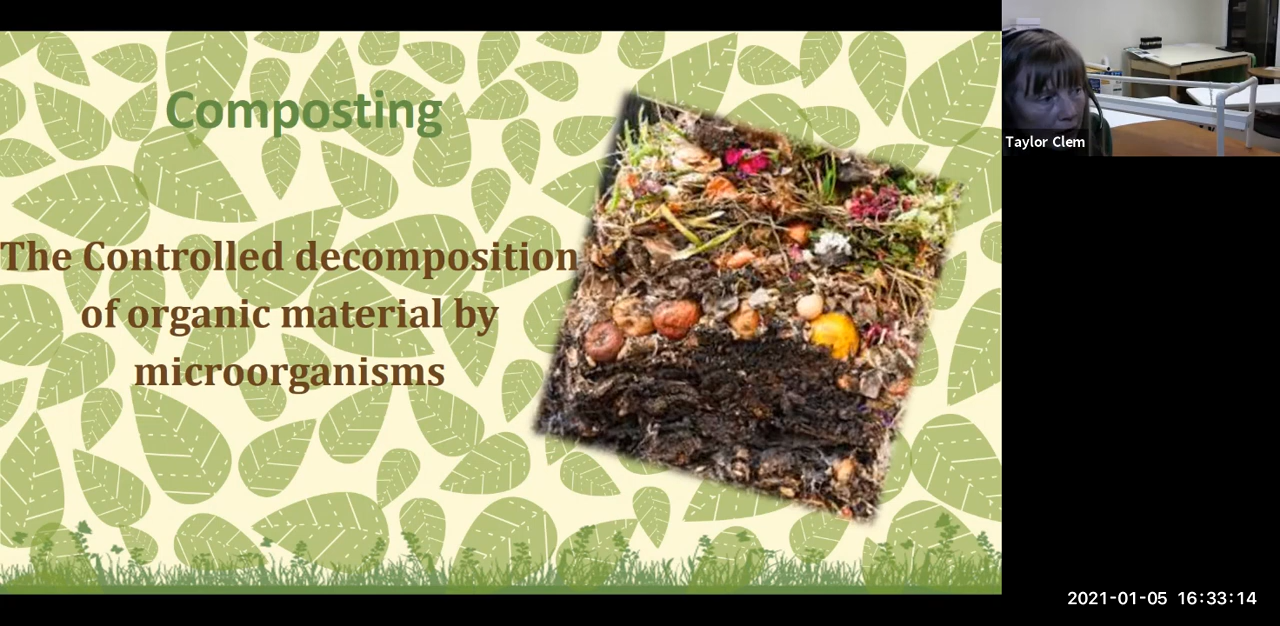 Composting
The Controlled decomposition
of organic material by
microorganisms
Taylor Clem
2021-01-05 16:33:14